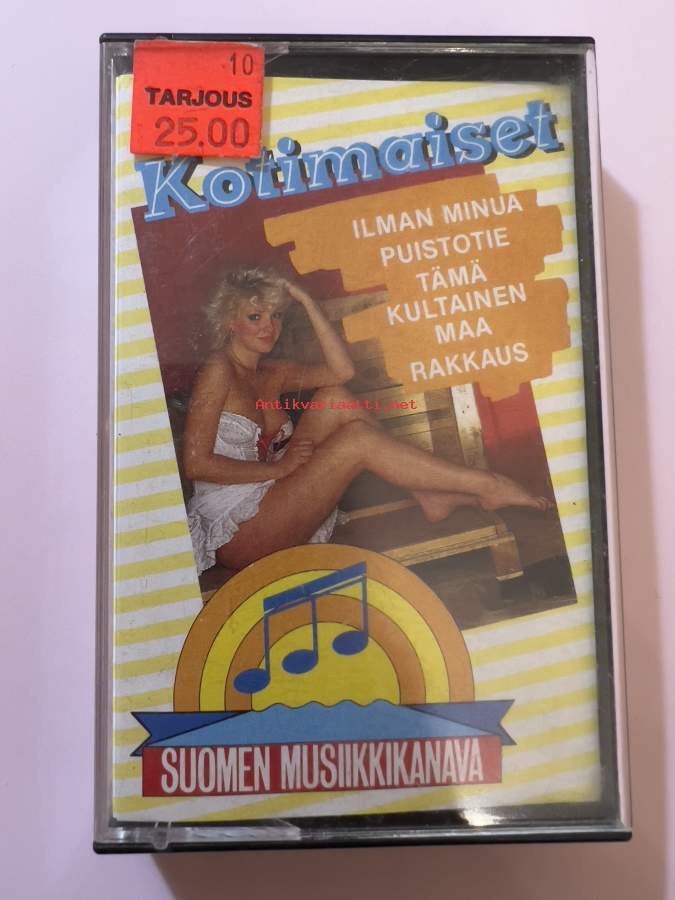 10
TARJOUS
25.00
Kotimaiset
ILMAN MINUA
PUISTOTIE
TÄMÄ
KULTAINEN
MAA
RAKKAUS
Antikvariaatti.net
SUOMEN MUSIIKKIKANAVA